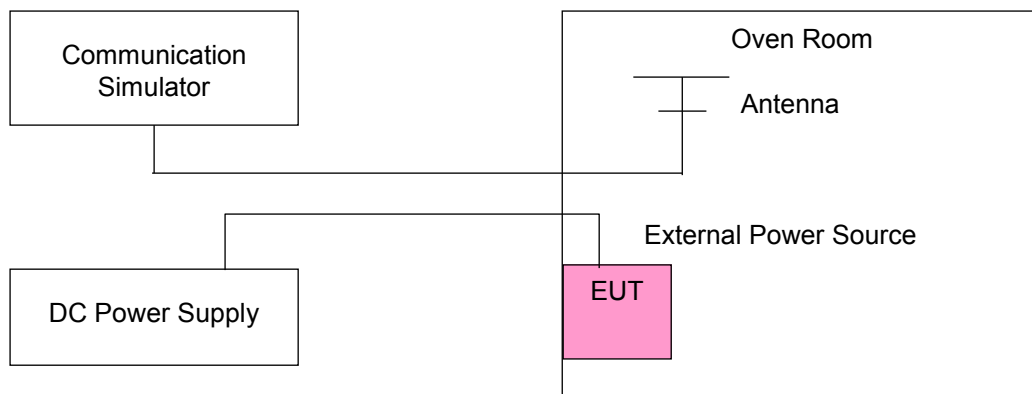 Communication
Simulator
Oven Room
Antenna
External Power Source
DC Power Supply
EUT